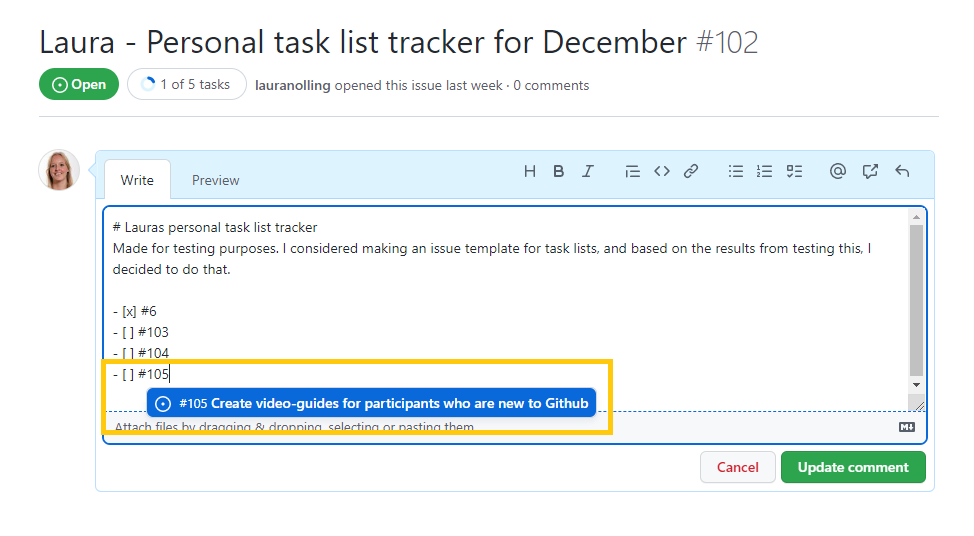 Laura - Personal task list tracker for December #102
Open 1 of 5 tasks lauranolling opened this issue last week · 0 comments
Write Preview
# Lauras personal task list tracker
Made for testing purposes. I considered making an issue template for task lists, and based on the results from testing this, I
decided to do that.
- [x] #6
- [ ] #103
- [ ] #104
- [ ] #105
#105 Create video-guides for participants who are new to Github
Attach files by dragging & dropping, selecting or pasting them.
Cancel Update comment